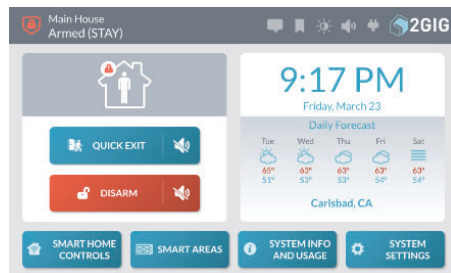 Main House
Armed (STAY)
2GIG
QUICK EXIT
DISARM
9:17 PM
Friday, March 23
Daily Forecast
Tue Wed Thu Fri Sat
65° 63° 63° 63° 63°
51° 53° 53° 54° 54°
Carlsbad, CA
SMART HOME
CONTROLS
SMART AREAS
SYSTEM INFO
AND USAGE
SYSTEM
SETTINGS